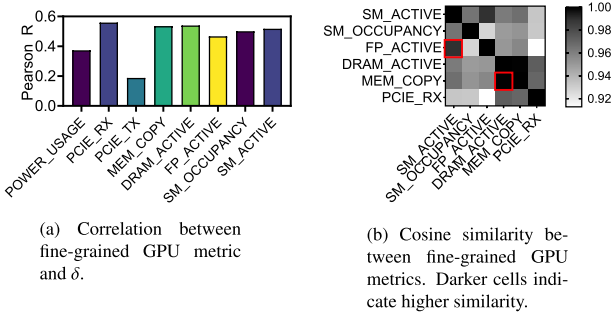 Pearson R
0.6
0.4
0.2
0.0
POWER_USAGE
PCIE_RX
PCIE_TX
MEM_COPY
DRAM_ACTIVE
FP_ACTIVE
SM_OCCUPANCY
SM_ACTIVE
(a) Correlation between
fine-grained GPU metric
and δ.
SM_ACTIVE
SM_OCCUPANCY
FP_ACTIVE
DRAM_ACTIVE
MEM_COPY
PCIE_RX
SM_ACTIVE
SM_OCCUPANCY
FP_ACTIVE
DRAM_ACTIVE
MEM_COPY
PCIE_RX
1.00
0.98
0.96
0.94
0.92
(b) Cosine similarity be-
tween fine-grained GPU
metrics. Darker cells indi-
cate higher similarity.